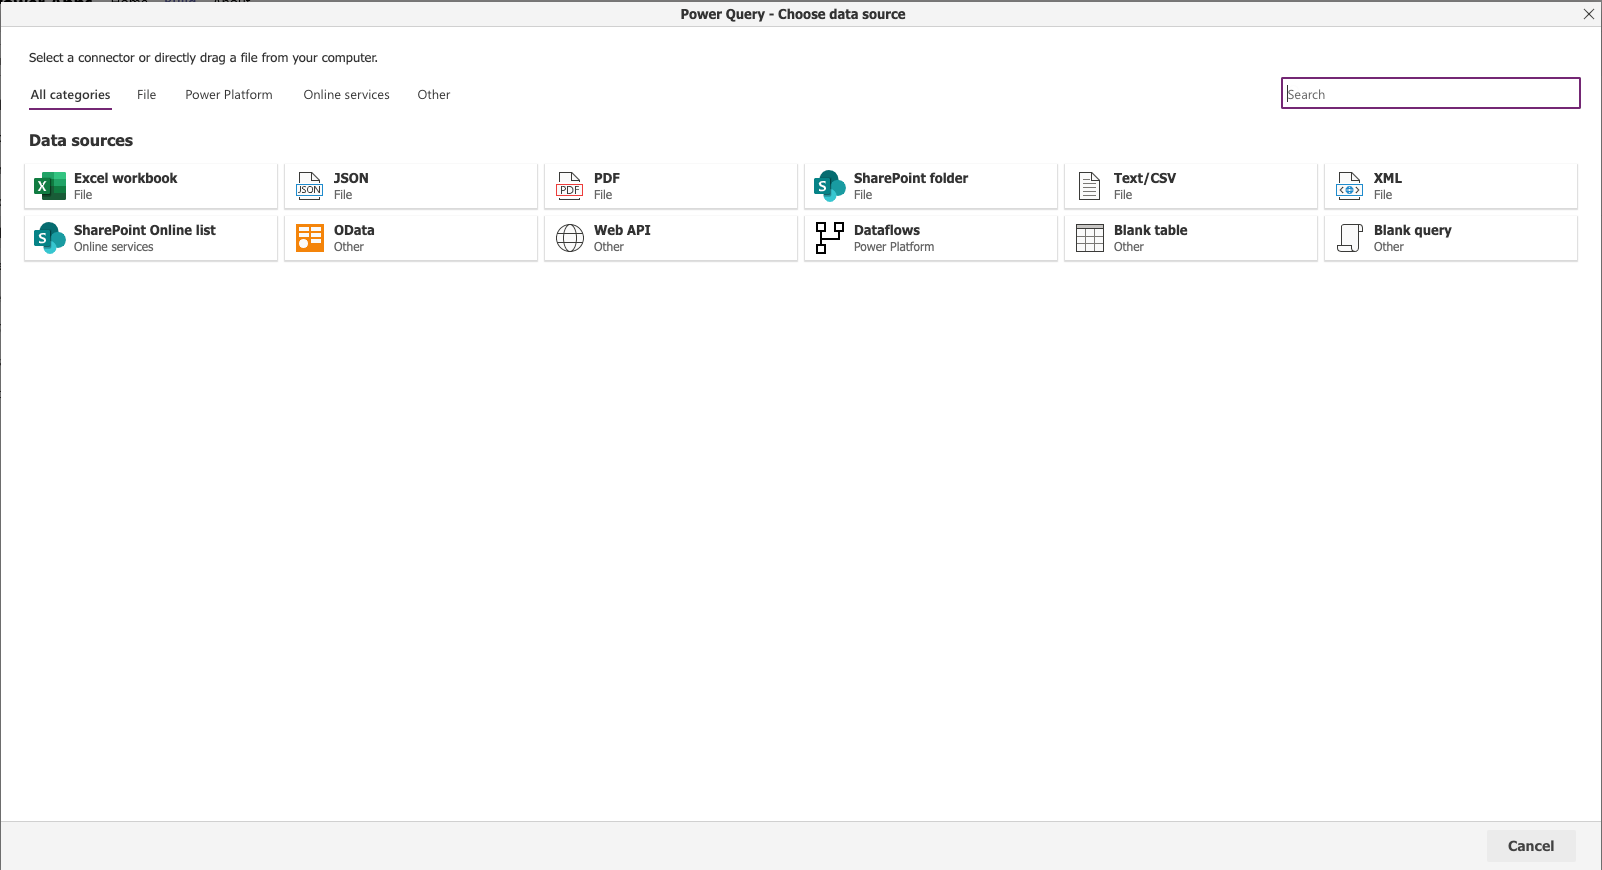 Power Query - Choose data source
Select a connector or directly drag a file from your computer.
All categories File Power Platform Online services Other
Search
Data sources
Excel workbook
File
JSON
JSON
File
PDF
PDF
File
SharePoint folder
File
Text/CSV
File
XML
File
SharePoint Online list
Online services
OData
Other
Web API
Other
Dataflows
Power Platform
Blank table
Other
Blank query
Other
Cancel